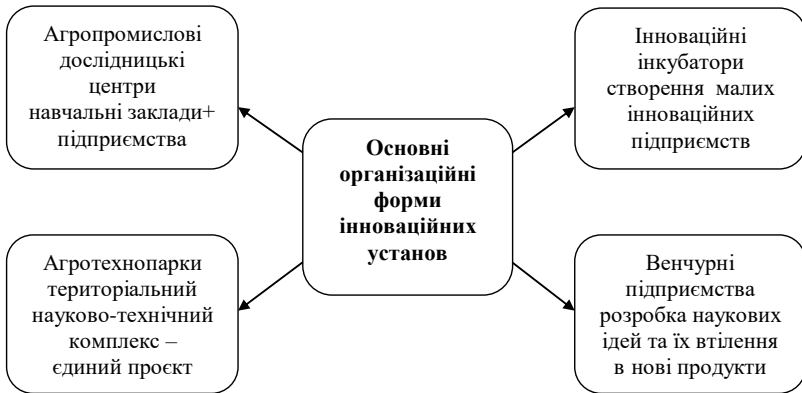 Агропромислові
дослідницькі
центри
навчальні заклади+
підприємства
Інноваційні
інкубатори
створення малих
інноваційних
підприємств
Основні
організаційні
форми
інноваційних
установ
Агротехнопарки
територіальний
науково-технічний
комплекс –
єдиний проєкт
Венчурні
підприємства
розробка наукових
ідей та їх втілення
в нові продукти